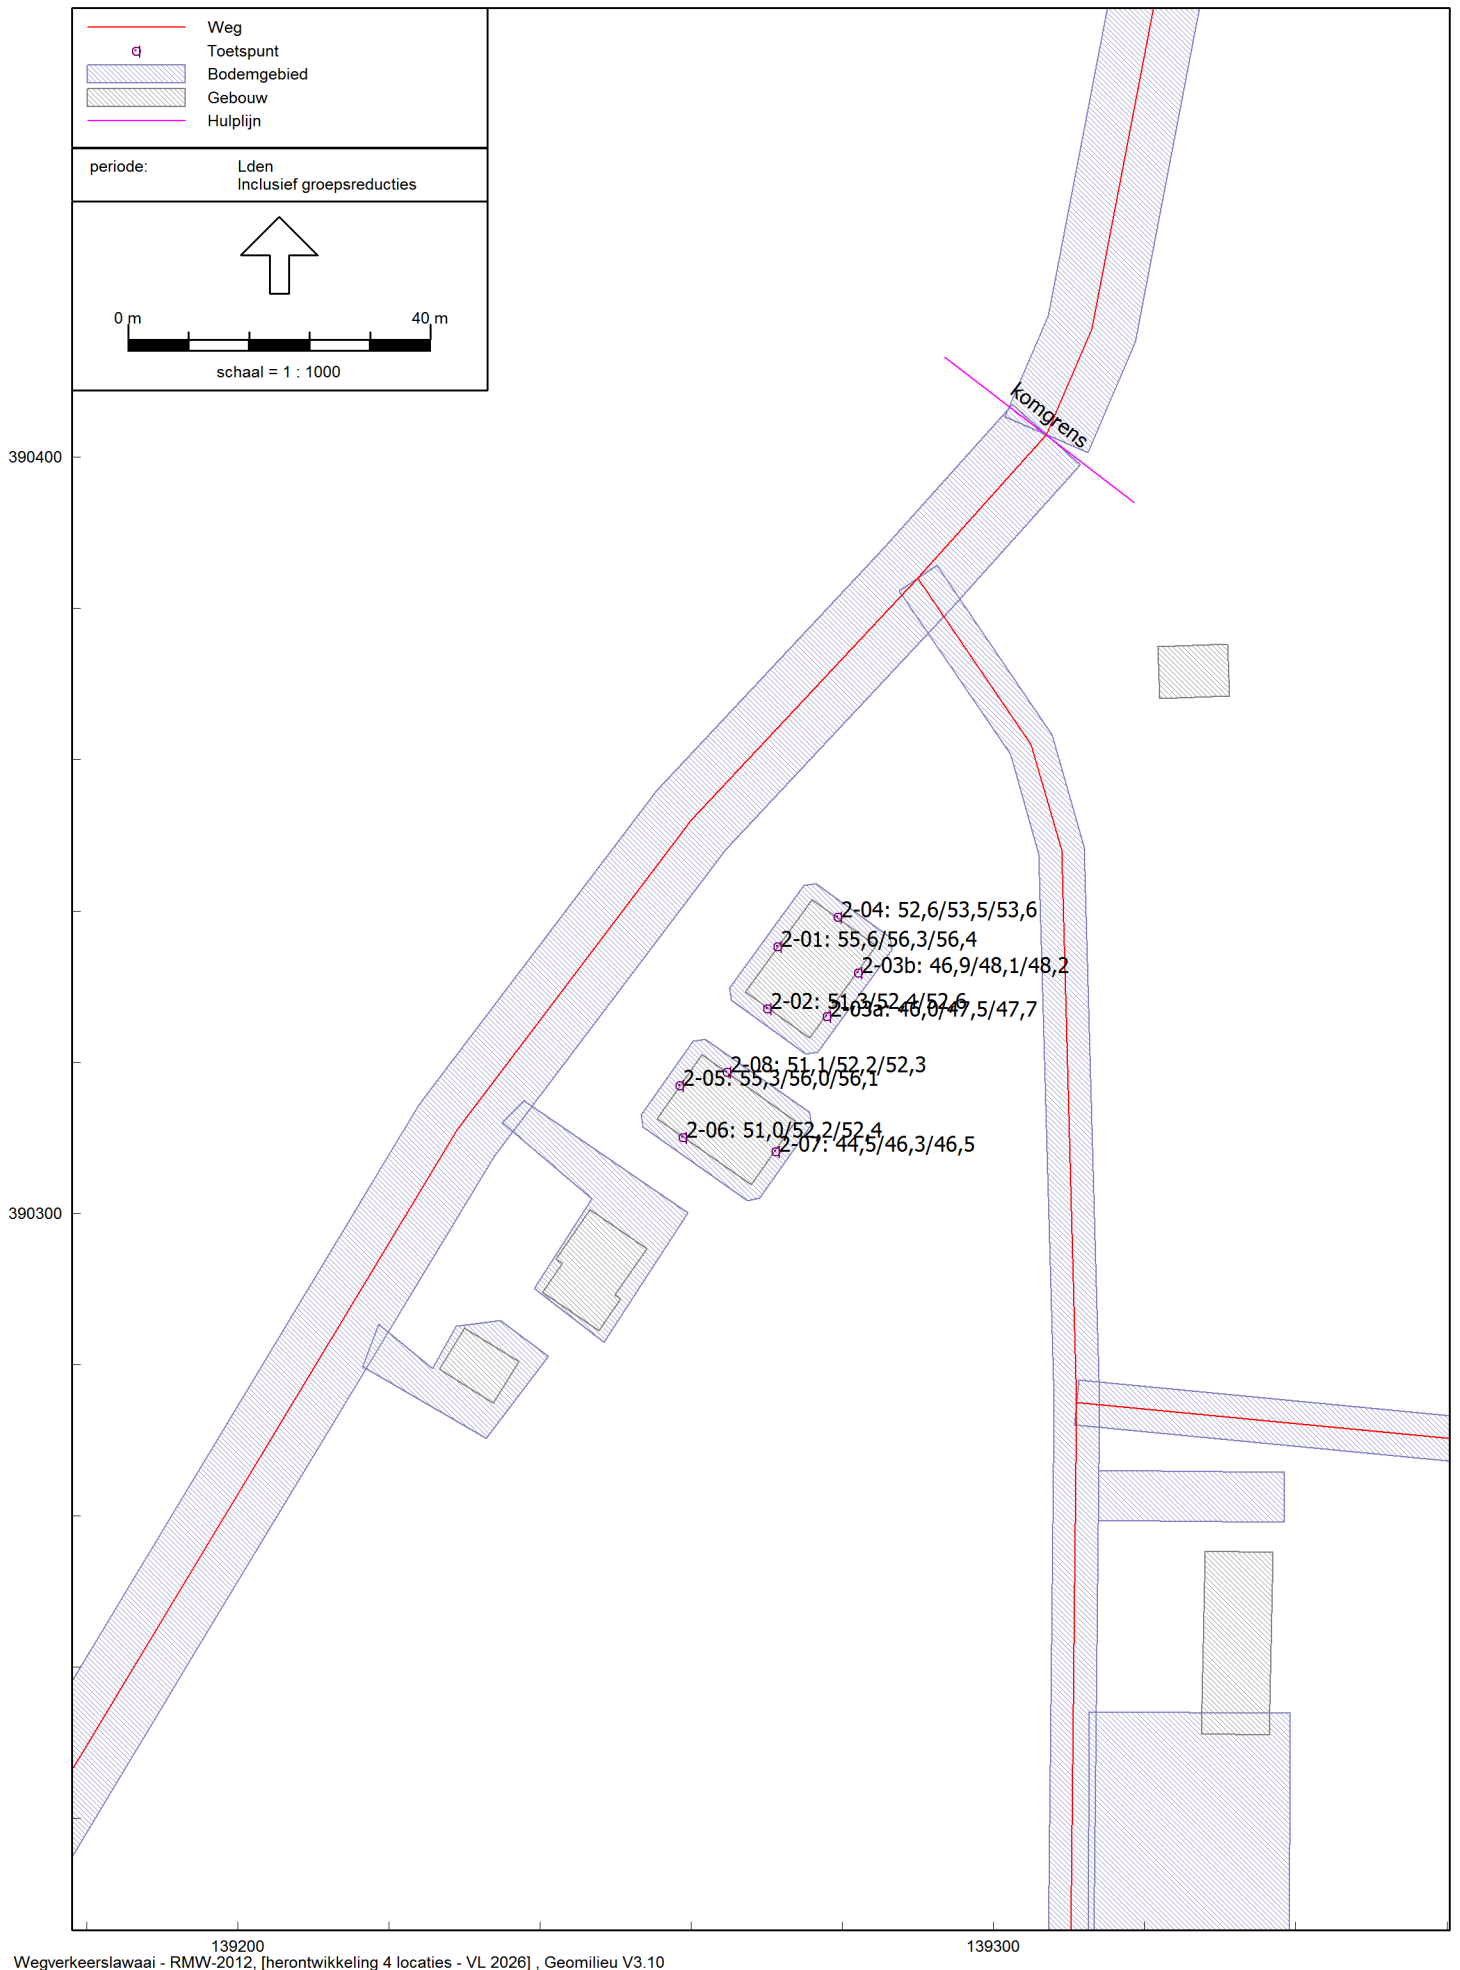 Weg
Toetspunt
Bodemgebied
Gebouw
Hulplijn
periode: Lden
Inclusief groepsreducties
0 m 40 m
schaal = 1 : 1000
komgrens
390400
2-04: 52,6/53,5/53,6
2-01: 55,6/56,3/56,4
2-03b: 46,9/48,1/48,2
2-02: 51,3/52,4/52,6
2-03a: 46,0/47,5/47,7
2-08: 51,1/52,2/52,3
2-05: 55,3/56,0/56,1
2-06: 51,0/52,2/52,4
2-07: 44,5/46,3/46,5
390300
139200 139300
Wegverkeerslawaai - RMW-2012, [herontwikkeling 4 locaties - VL 2026] , Geomilieu V3.10